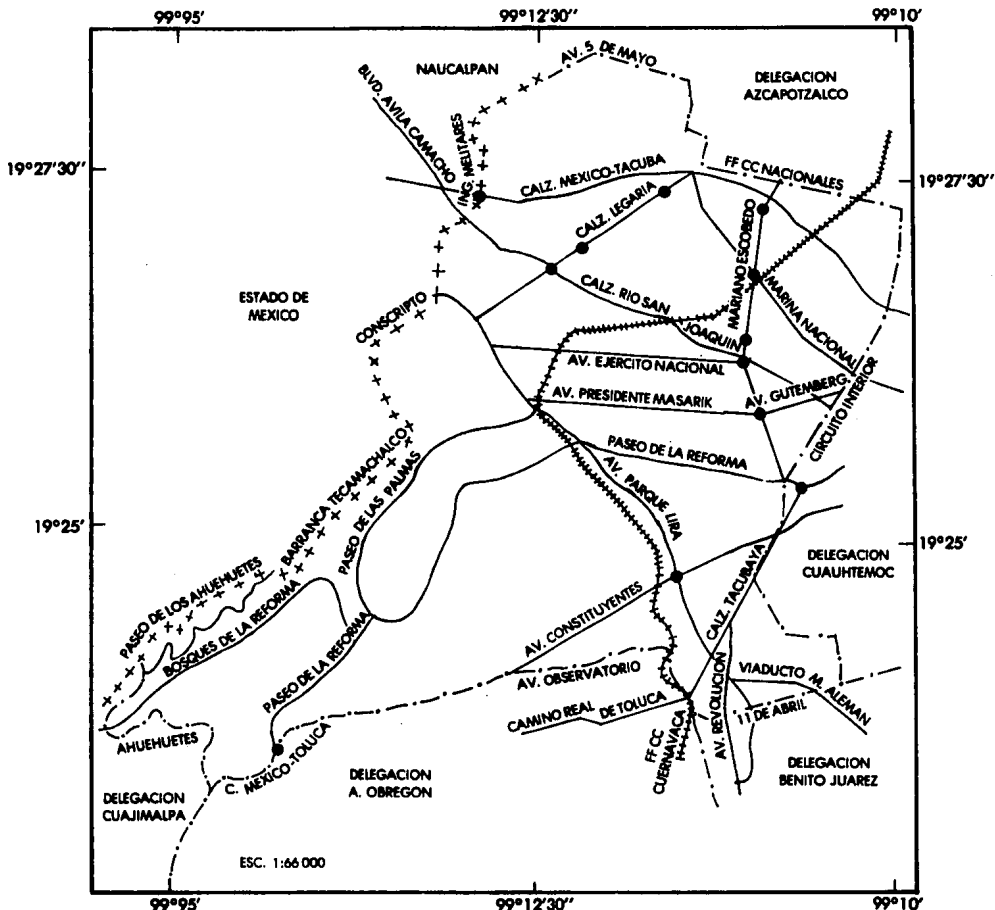 99°95'
99°12'30''
99°10'
NAUCALPAN
AV. 5 DE MAYO
DELEGACION
AZCAPOTZALCO
BLVD. AVILA CAMACHO
ING. MILITARES
19°27'30''
19°27'30''
FF CC NACIONALES
CALZ. MEXICO-TACUBA
CALZ. LEGARIA
MARIANO ESCOBEDO
ESTADO DE
MEXICO
CONSCRIPTO
CALZ. RIO SAN
JOAQUIN
MARINA NACIONAL
AV. EJERCITO NACIONAL
AV. PRESIDENTE MASARIK
AV. GUTEMBERG
CIRCUITO INTERIOR
PASEO DE LA REFORMA
AV. PARQUE LIRA
BARRANCA TECAMACHALCO
PASEO DE LAS PALMAS
19°25'
19°25'
DELEGACION
CUAUHTEMOC
CALZ. TACUBAYA
PASEO DE LOS AHUEHUETES
BOSQUES DE LA REFORMA
PASEO DE LA REFORMA
AV. CONSTITUYENTES
AV. OBSERVATORIO
VIADUCTO M. ALEMAN
CAMINO REAL DE TOLUCA
11 DE ABRIL
AV. REVOLUCION
FF CC
CUERNAVACA
AHUEHUETES
C. MEXICO-TOLUCA
DELEGACION
A. OBREGON
DELEGACION
BENITO JUAREZ
DELEGACION
CUAJIMALPA
ESC. 1:66 000
99°95'
99°12'30''
99°10'